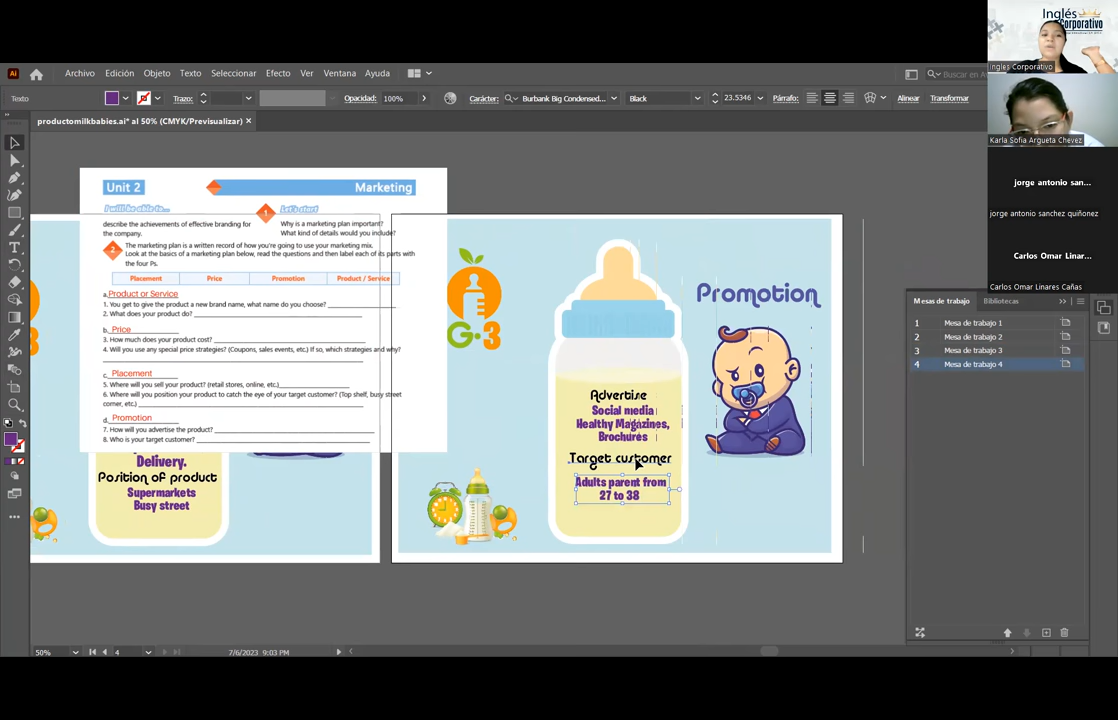 Inglés
Corporativo
Ingles Corporativo
Archivo Edición Objeto Texto Seleccionar Efecto Ver Ventana Ayuda
Buscar en
Texto
Trazo:
Opacidad: 100%
Carácter: Burbank Big Condensed... Black 23.5346 Párrafo: Alinear Transformar
productomilkbabies.ai* al 50% (CMYK/Previsualizar) ×
Karla Sofia Argueta Chevez
jorge antonio san...
jorge antonio sanchez quiñonez
Carlos Omar Linar...
Carlos Omar Linares Cañas
Unit 2 Marketing
I will be able to...
describe the achievements of effective branding for
the company.
1 Let's start
Why is a marketing plan important?
What kind of details would you include?
2 The marketing plan is a written record of how you're going to use your marketing mix.
Look at the basics of a marketing plan below, read the questions and then label each of its parts with
the four Ps.
Placement Price Promotion Product / Service
a. Product or Service
1. You get to give the product a new brand name, what name do you choose?
2. What does your product do?
b. Price
3. How much does your product cost?
4. Will you use any special price strategies? (Coupons, sales events, etc.) If so, which strategies and why?
c. Placement
5. Where will you sell your product? (retail stores, online, etc.)
6. Where will you position your product to catch the eye of your target customer? (Top shelf, busy street
corner, etc.)
d. Promotion
7. How will you advertise the product?
8. Who is your target customer?
Delivery.
Position of product
Supermarkets
Busy street
3
G·3
Promotion
Advertise
Social media
Healthy Magazines,
Brochures
Target customer
Adults parent from
27 to 38
Mesas de trabajo Bibliotecas
1 Mesa de trabajo 1
2 Mesa de trabajo 2
3 Mesa de trabajo 3
4 Mesa de trabajo 4
50% 4 7/6/2023 9:03 PM